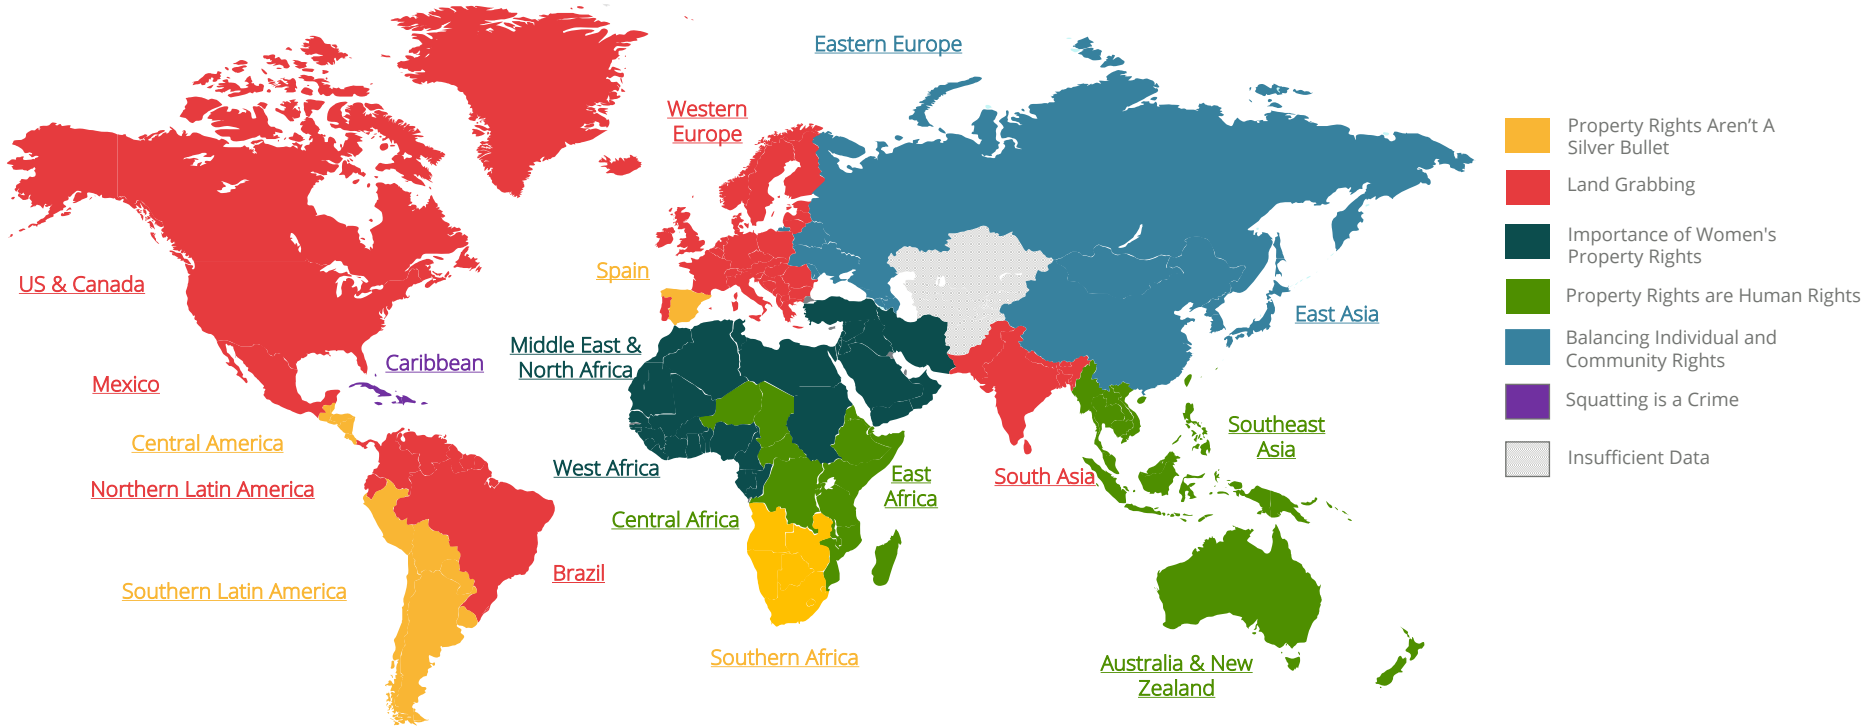 Eastern Europe
Western
Europe
Spain
US & Canada
East Asia
Middle East &
North Africa
Caribbean
Mexico
Central America
Southeast
Asia
West Africa
South Asia
East
Africa
Northern Latin America
Central Africa
Brazil
Southern Latin America
Southern Africa
Australia & New
Zealand
Property Rights Aren’t A
Silver Bullet
Land Grabbing
Importance of Women's
Property Rights
Property Rights are Human Rights
Balancing Individual and
Community Rights
Squatting is a Crime
Insufficient Data